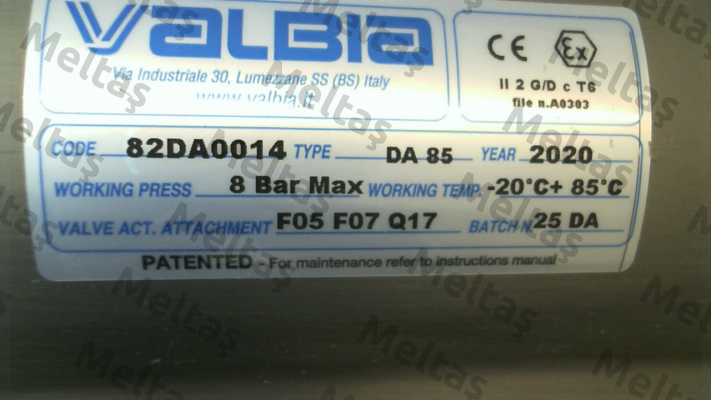 VALBIA
Via Industriale 30, Lumezzane SS (BS) Italy
www.valbia.it
CE Ex
II 2 G/D c T6
file n.A0303
CODE 82DA0014 TYPE DA 85 YEAR 2020
WORKING PRESS 8 Bar Max WORKING TEMP. -20°C+ 85°C
VALVE ACT. ATTACHMENT F05 F07 Q17 BATCH N. 25 DA
PATENTED - For maintenance refer to instructions manual
Meltaş